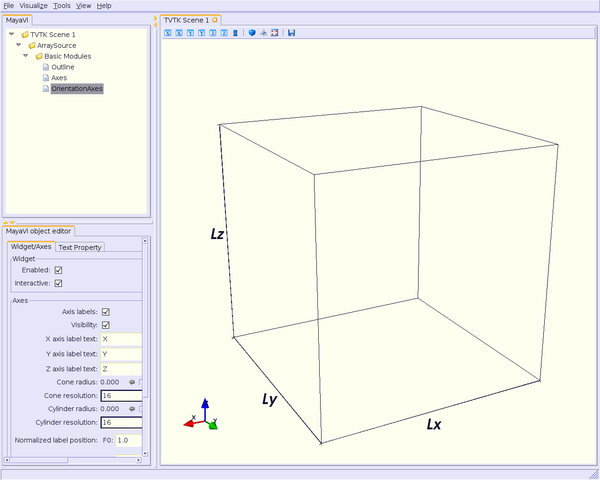 File Visualize Tools View Help
MayaVi
TVTK Scene 1
TVTK Scene 1
ArraySource
Basic Modules
Outline
Axes
OrientationAxes
Lz
Ly
Lx
MayaVi object editor
Widget/Axes Text Property
Widget
Enabled:
Interactive:
Axes
Axis labels:
Visibility:
X axis label text: X
Y axis label text: Y
Z axis label text: Z
Cone radius: 0.000
Cone resolution: 16
Cylinder radius: 0.000
Cylinder resolution: 16
Normalized label position: F0: 1.0